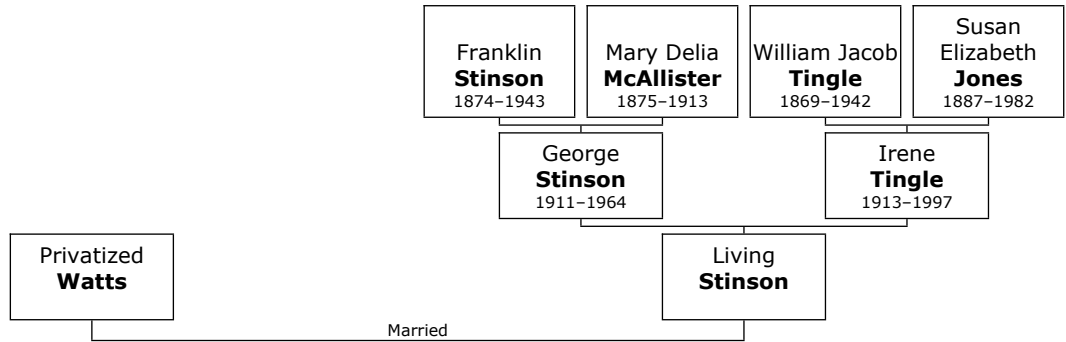 Franklin
Stinson
1874–1943
Mary Delia
McAllister
1875–1913
William Jacob
Tingle
1869–1942
Susan
Elizabeth
Jones
1887–1982
George
Stinson
1911–1964
Irene
Tingle
1913–1997
Privatized
Watts
Living
Stinson
Married